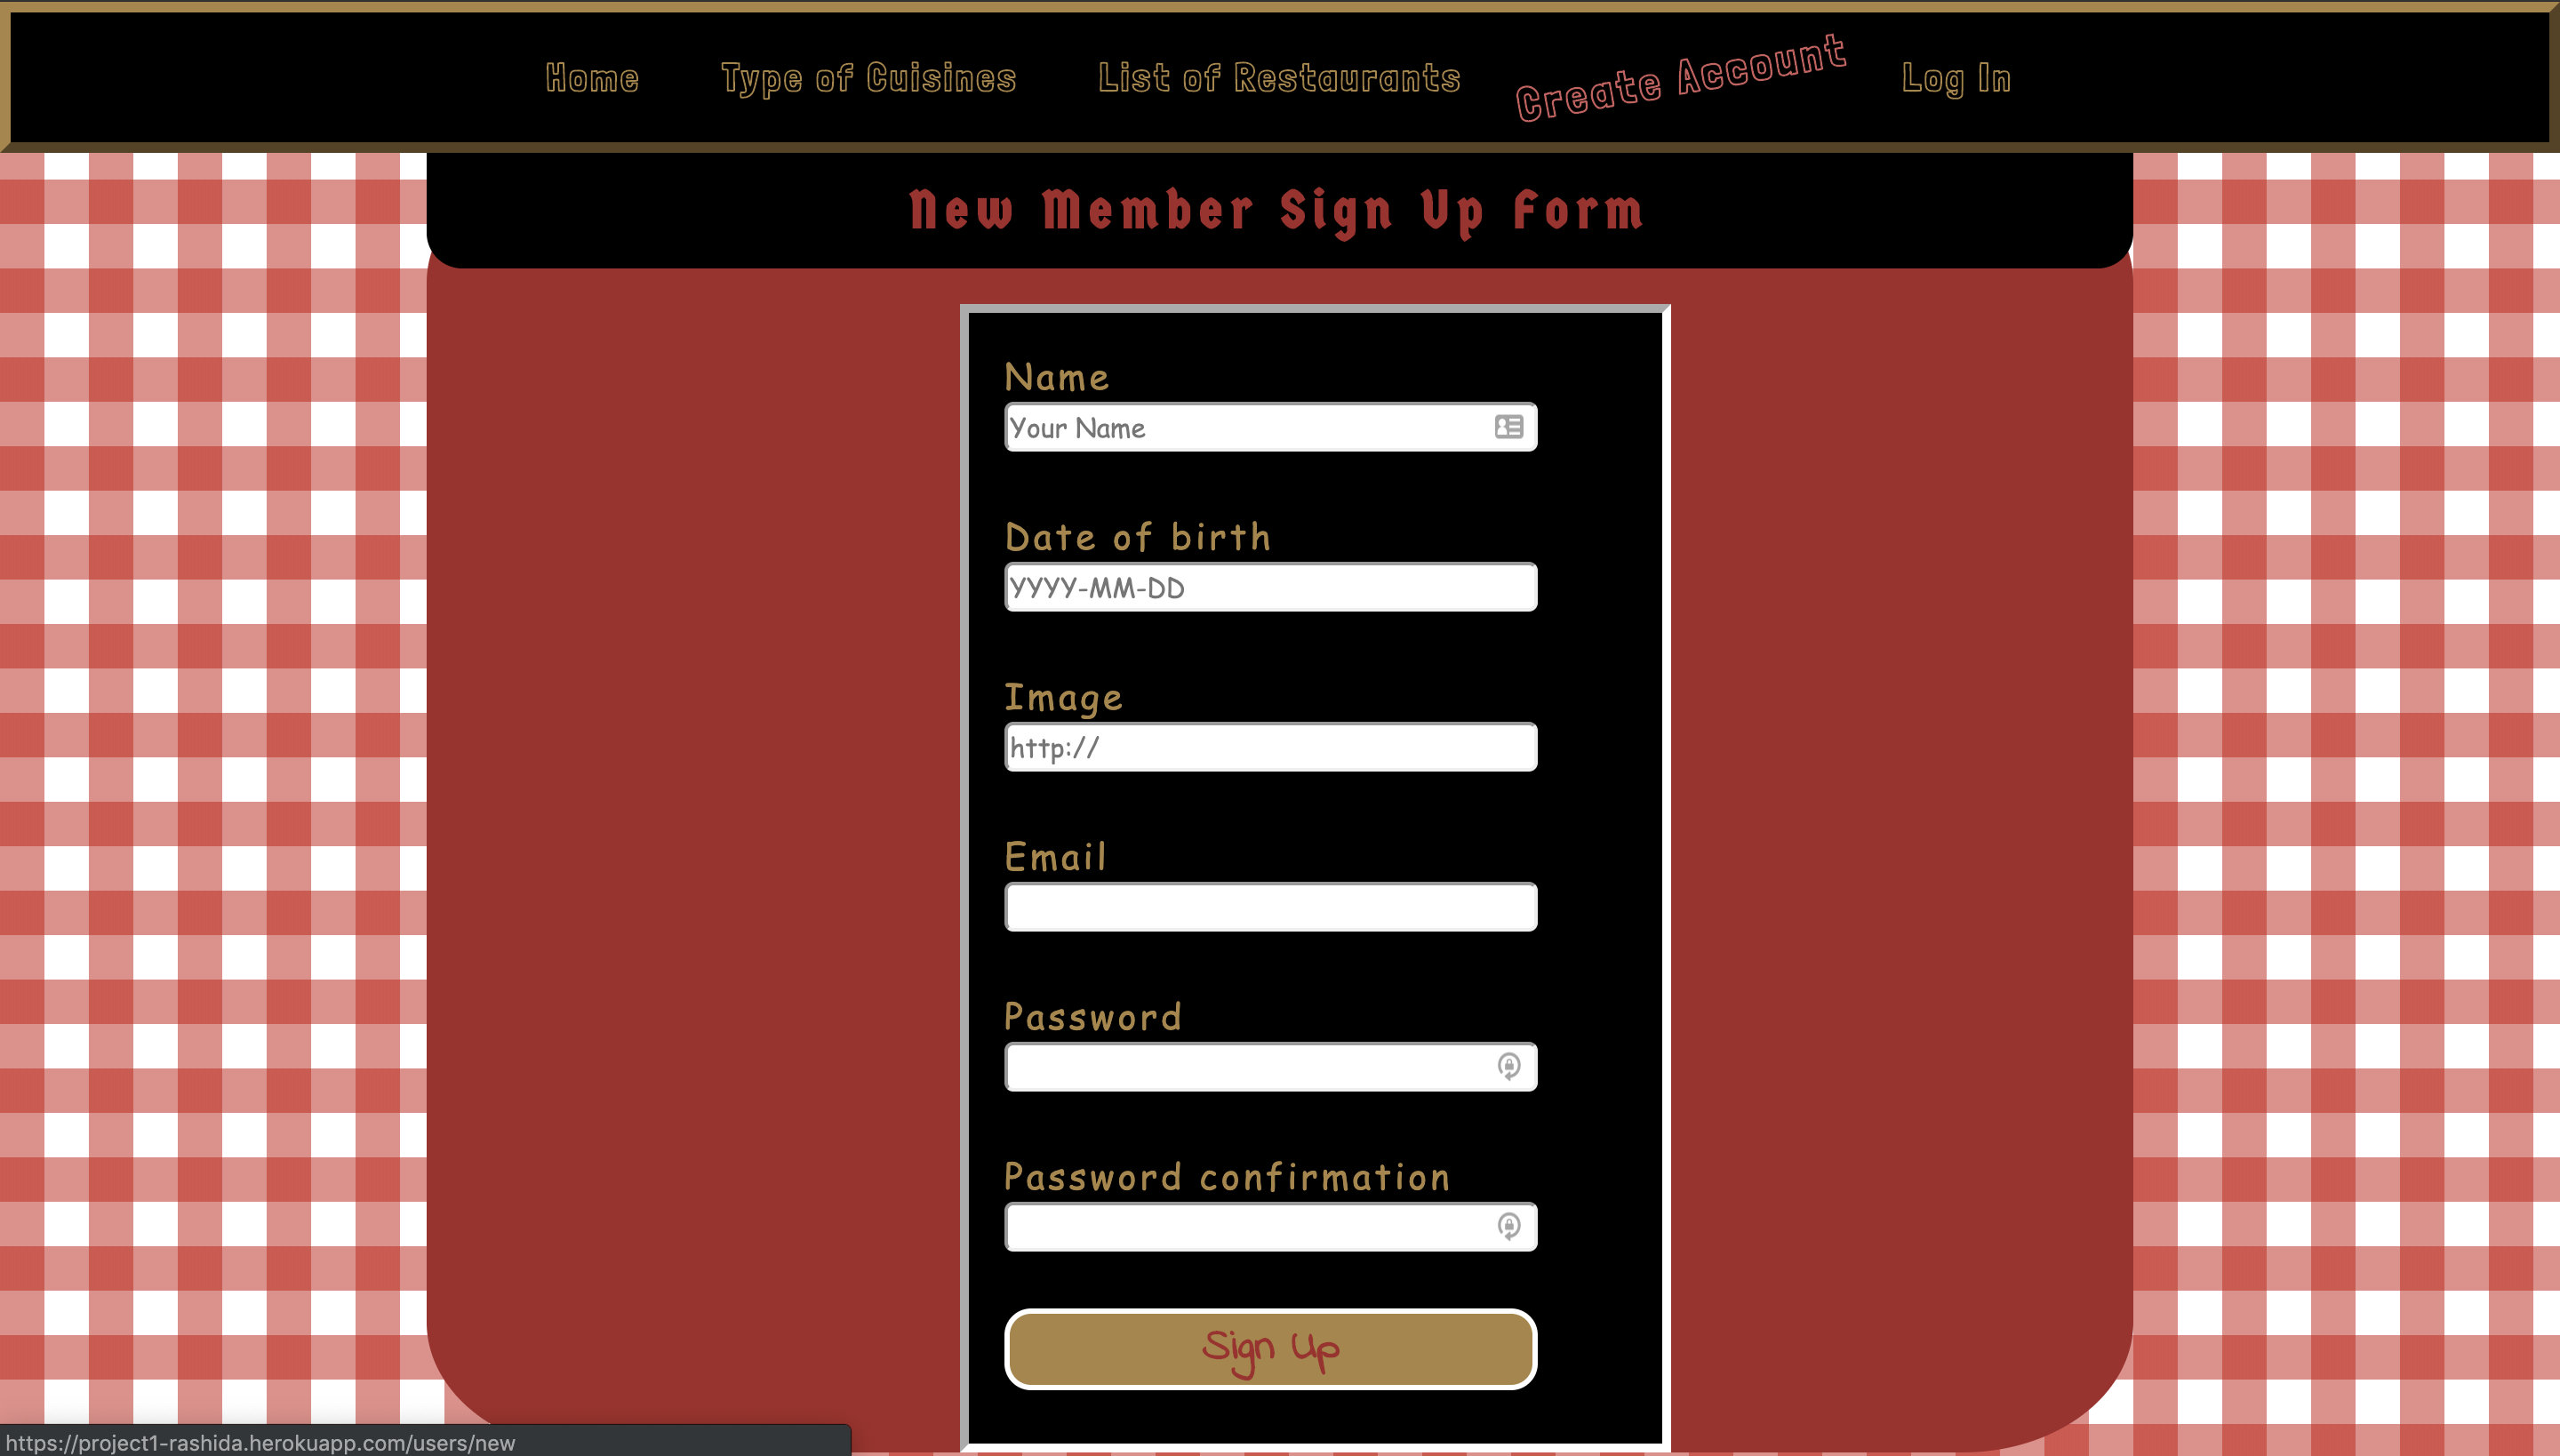 Home Type of Cuisines List of Restaurants Create Account Log In
New Member Sign Up Form
Name
Your Name
Date of birth
YYYY-MM-DD
Image
http://
Email
Password
Password confirmation
Sign Up
https://project1-rashida.herokuapp.com/users/new